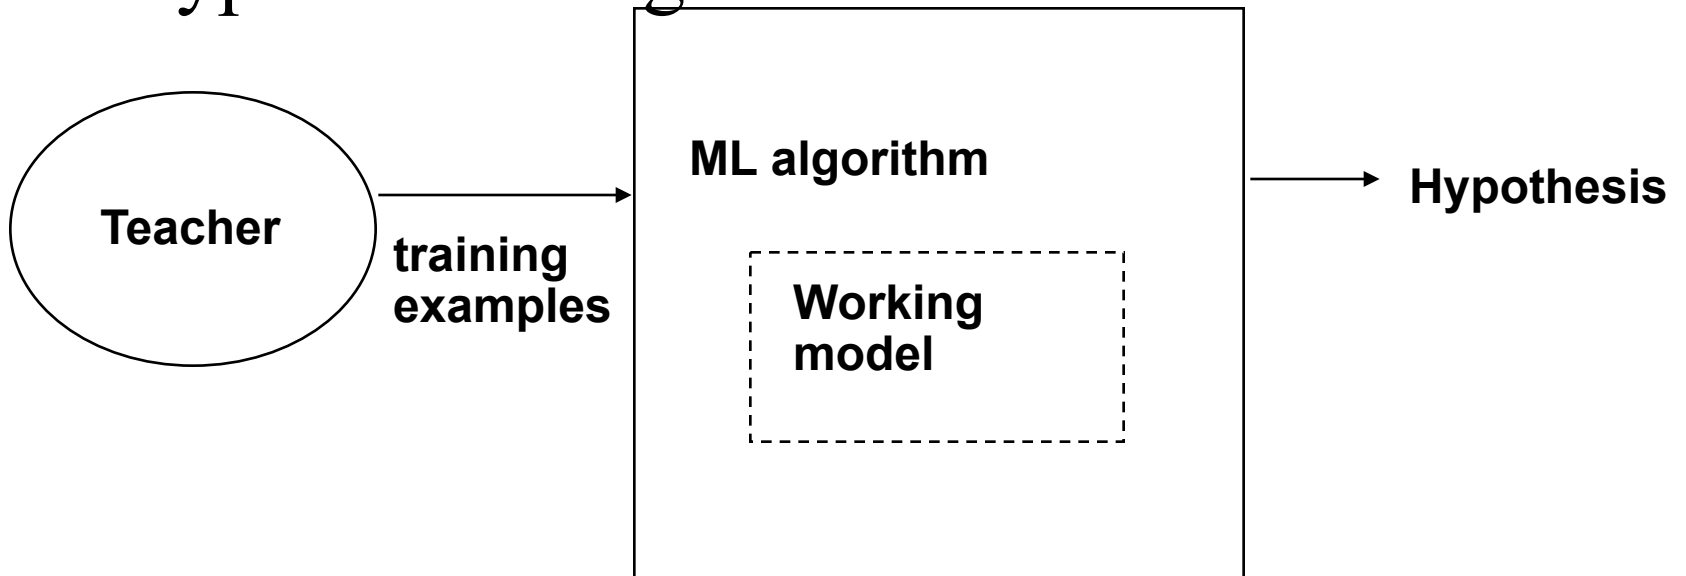 ML algorithm
Teacher
Hypothesis
training
examples
Working
model